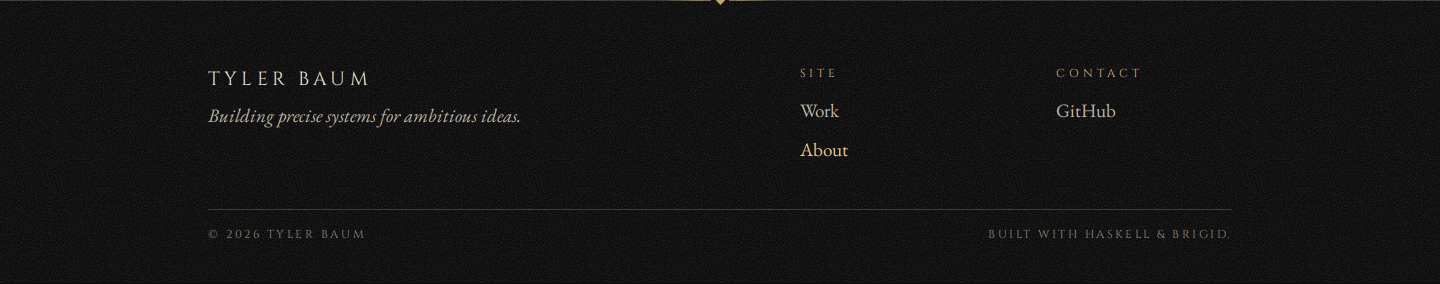 TYLER BAUM
Building precise systems for ambitious ideas.
SITE
Work
About
CONTACT
GitHub
© 2026 TYLER BAUM
BUILT WITH HASKELL & BRIGID.